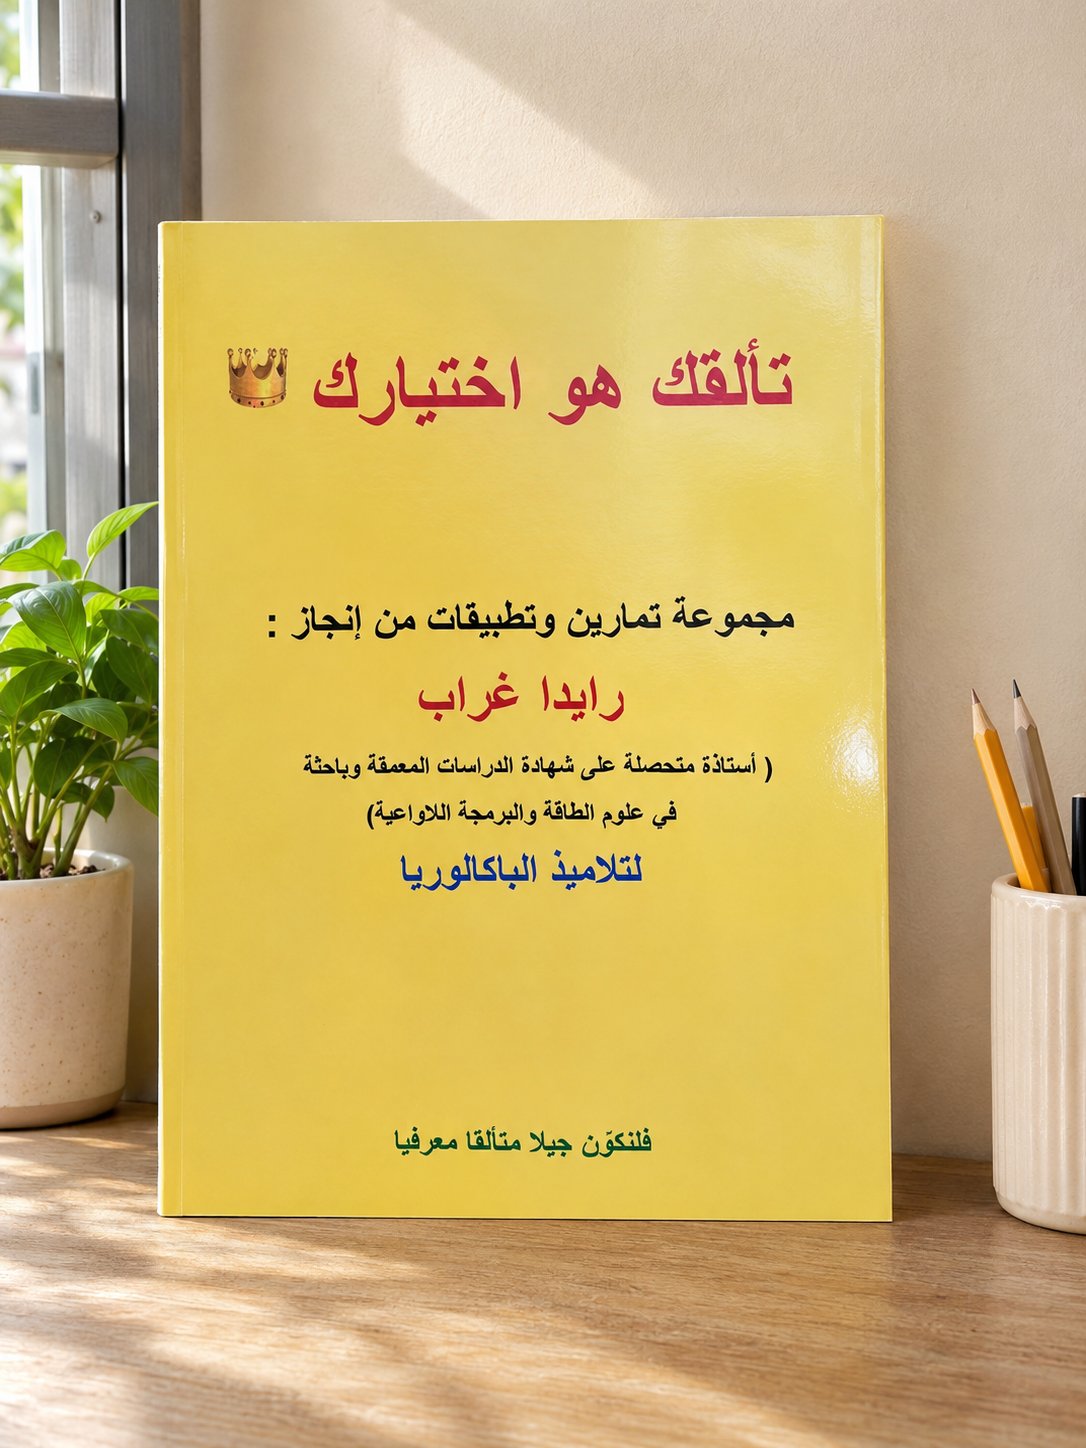 تألقك هو اختيارك
مجموعة تمارين وتطبيقات من إنجاز :
رايدا غراب
( أستاذة متحصلة على شهادة الدراسات المعمقة وباحثة
في علوم الطاقة والبرمجة اللاواعية)
لتلاميذ الباكالوريا
فلنكوّن جيلا متألقا معرفيا